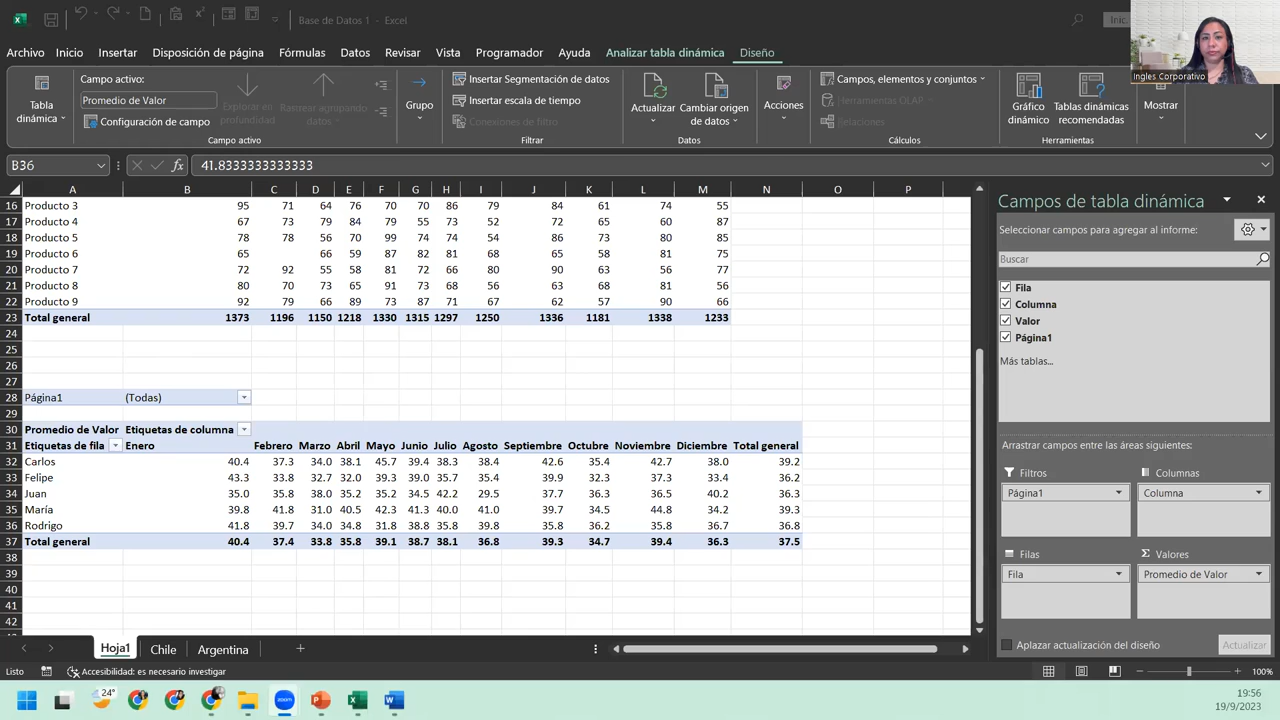 Base de Datos 1 - Excel
Inic.
Archivo Inicio Insertar Disposición de página Fórmulas Datos Revisar Vista Programador Ayuda Analizar tabla dinámica Diseño
Ingles Corporativo
Campo activo:
Promedio de Valor
Configuración de campo
Tabla dinámica
Explorar en profundidad
Rastrear agrupando datos
Campo activo
Grupo
Insertar Segmentación de datos
Insertar escala de tiempo
Conexiones de filtro
Filtrar
Actualizar
Cambiar origen de datos
Datos
Acciones
Campos, elementos y conjuntos
Herramientas OLAP
Relaciones
Cálculos
Gráfico dinámico
Tablas dinámicas recomendadas
Herramientas
Mostrar
B36 fx 41.8333333333333
A B C D E F G H I J K L M N O P
16 Producto 3 95 71 64 76 70 70 86 79 84 61 74 55
17 Producto 4 67 73 79 84 79 55 73 52 72 65 60 87
18 Producto 5 78 78 56 70 99 74 74 54 86 73 80 85
19 Producto 6 65 66 59 87 82 81 68 65 58 81 75
20 Producto 7 72 92 55 58 81 72 66 80 90 63 56 77
21 Producto 8 80 70 73 65 91 73 68 56 63 68 81 56
22 Producto 9 92 79 66 89 73 87 71 67 62 57 90 66
23 Total general 1373 1196 1150 1218 1330 1315 1297 1250 1336 1181 1338 1233
24
25
26
27
28 Página1 (Todas)
29
30 Promedio de Valor Etiquetas de columna
31 Etiquetas de fila Enero Febrero Marzo Abril Mayo Junio Julio Agosto Septiembre Octubre Noviembre Diciembre Total general
32 Carlos 40.4 37.3 34.0 38.1 45.7 39.4 38.3 38.4 42.6 35.4 42.7 38.0 39.2
33 Felipe 43.3 33.8 32.7 32.0 39.3 39.0 35.7 35.4 39.9 32.3 37.3 33.4 36.2
34 Juan 35.0 35.8 38.0 35.2 35.2 34.5 42.2 29.5 37.7 36.3 36.5 40.2 36.3
35 María 39.8 41.8 31.0 40.5 42.3 41.3 40.0 41.0 39.7 34.5 44.8 34.2 39.3
36 Rodrigo 41.8 39.7 34.0 34.8 31.8 38.8 35.8 39.8 35.8 36.2 35.8 36.7 36.8
37 Total general 40.4 37.4 33.8 35.8 39.1 38.7 38.1 36.8 39.3 34.7 39.4 36.3 37.5
38
39
40
41
42
Campos de tabla dinámica
Seleccionar campos para agregar al informe:
Buscar
Fila
Columna
Valor
Página1
Más tablas...
Arrastrar campos entre las áreas siguientes:
Filtros Columnas
Página1 Columna
Filas Σ Valores
Fila Promedio de Valor
Aplazar actualización del diseño Actualizar
Hoja1 Chile Argentina
Listo Accesibilidad: es necesario investigar 100 %
24°
19:56
19/9/2023